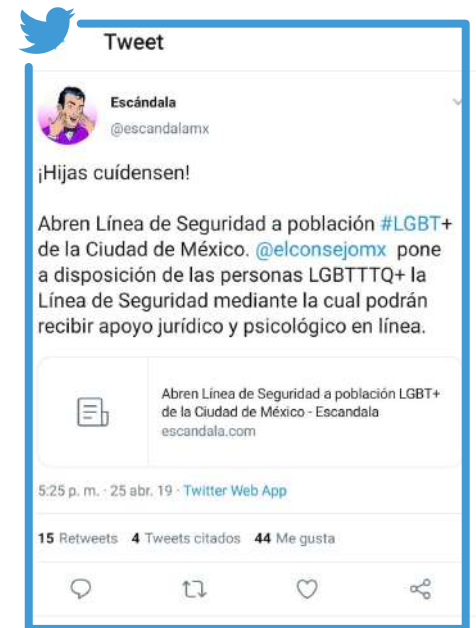 Tweet
Escándala
@escandalamx
¡Hijas cuídensen!
Abren Línea de Seguridad a población #LGBT+
de la Ciudad de México. @elconsejomx pone
a disposición de las personas LGBTTTQ+ la
Línea de Seguridad mediante la cual podrán
recibir apoyo jurídico y psicológico en línea.
Abren Línea de Seguridad a población LGBT+
de la Ciudad de México - Escandala
escandala.com
5:25 p. m. · 25 abr. 19 · Twitter Web App
15 Retweets 4 Tweets citados 44 Me gusta